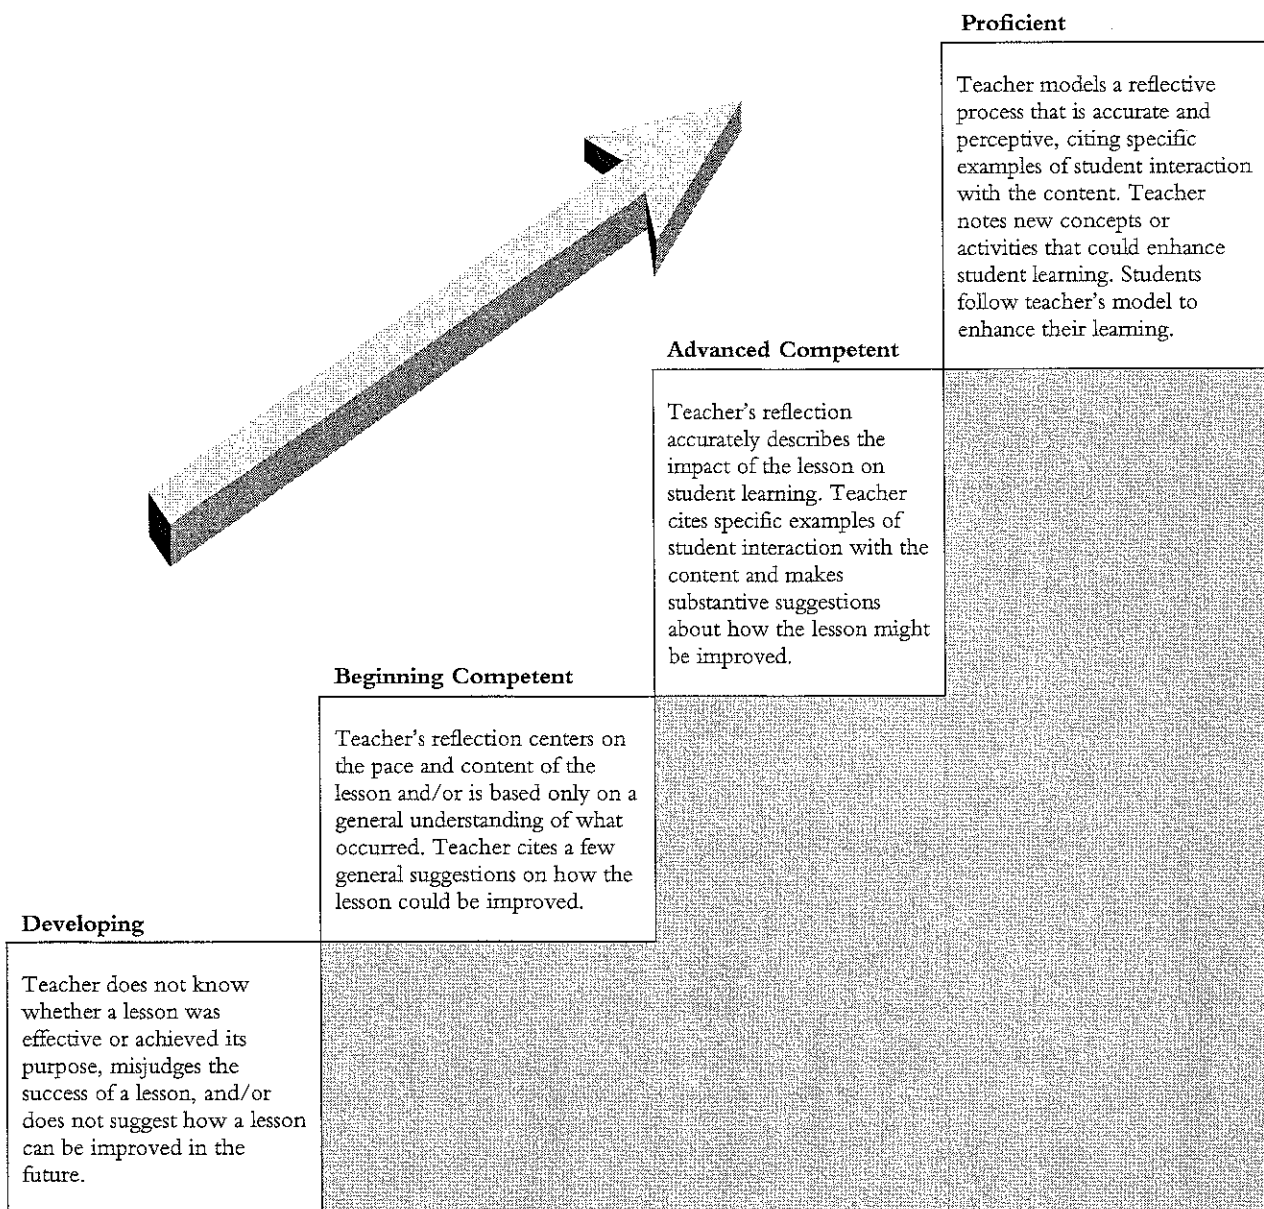 Proficient
Teacher models a reflective
process that is accurate and
perceptive, citing specific
examples of student interaction
with the content. Teacher
notes new concepts or
activities that could enhance
student learning. Students
follow teacher's model to
enhance their learning.
Advanced Competent
Teacher's reflection
accurately describes the
impact of the lesson on
student learning. Teacher
cites specific examples of
student interaction with the
content and makes
substantive suggestions
about how the lesson might
be improved.
Beginning Competent
Teacher's reflection centers on
the pace and content of the
lesson and/or is based only on a
general understanding of what
occurred. Teacher cites a few
general suggestions on how the
lesson could be improved.
Developing
Teacher does not know
whether a lesson was
effective or achieved its
purpose, misjudges the
success of a lesson, and/or
does not suggest how a lesson
can be improved in the
future.